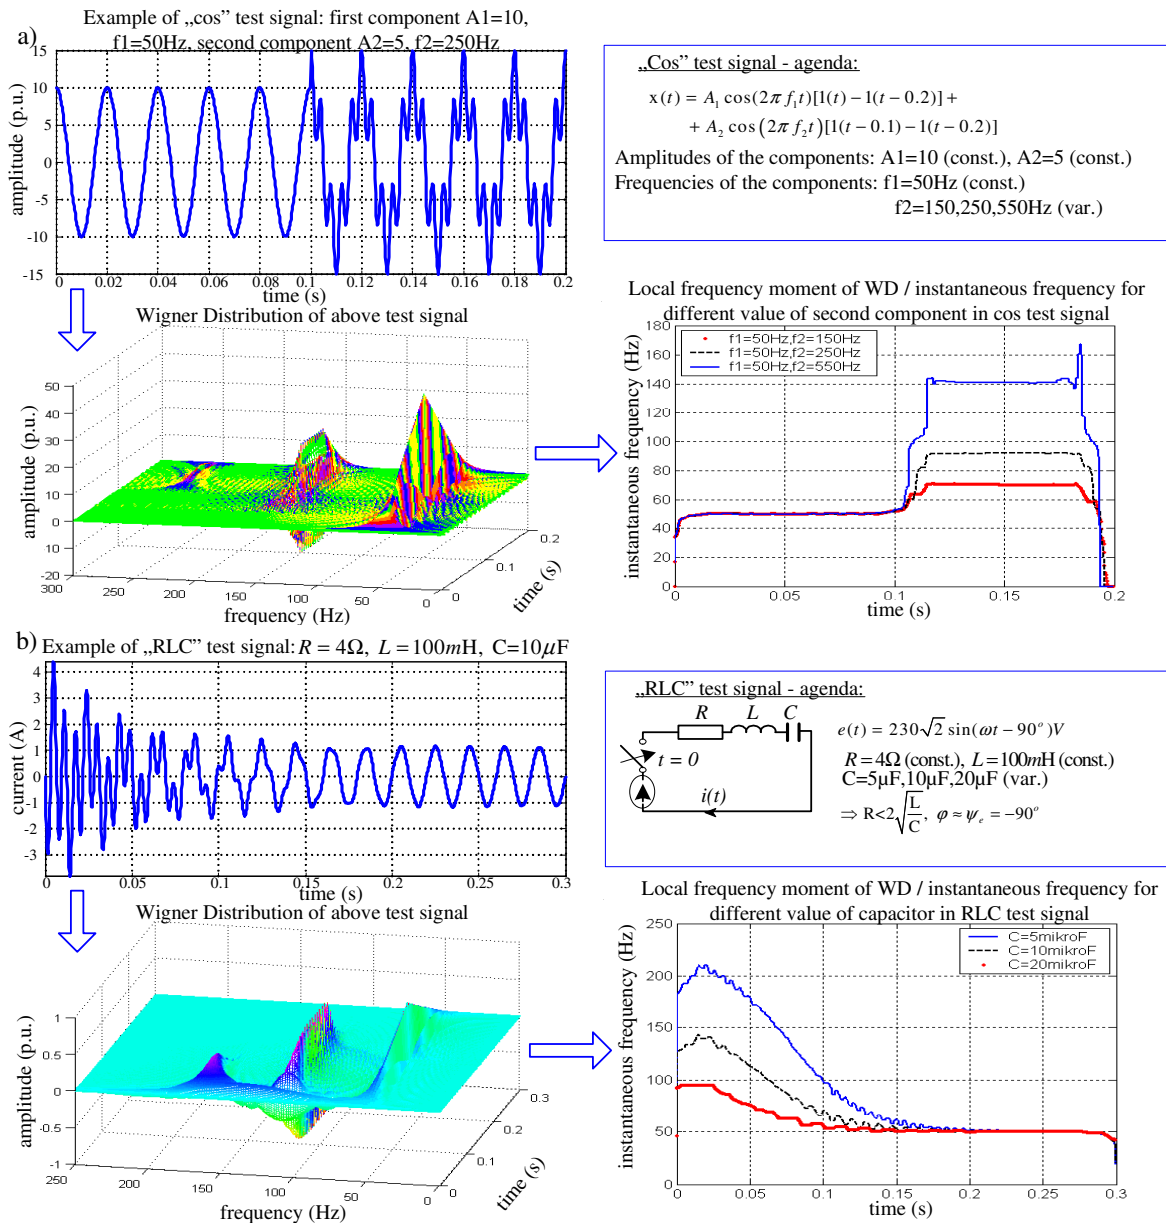 Example of „cos” test signal: first component A1=10,
f1=50Hz, second component A2=5, f2=250Hz
a)
15
10
5
0
-5
-10
-15
amplitude (p.u.)
0 0.02 0.04 0.06 0.08 0.1 0.12 0.14 0.16 0.18 0.2
time (s)
„Cos” test signal - agenda:
x(t) = A₁ cos(2π f₁t)[1(t) − 1(t − 0.2)] +
+ A₂ cos(2π f₂t)[1(t − 0.1) − 1(t − 0.2)]
Amplitudes of the components: A1=10 (const.), A2=5 (const.)
Frequencies of the components: f1=50Hz (const.)
f2=150,250,550Hz (var.)
Wigner Distribution of above test signal
50
40
30
20
10
0
10
-20
amplitude (p.u.)
300 250 200 150 100 50 0
frequency (Hz)
0 0.1 0.2
time (s)
Local frequency moment of WD / instantaneous frequency for
different value of second component in cos test signal
180
160
140
120
100
80
60
40
20
0
instantaneous frequency (Hz)
f1=50Hz,f2=150Hz
f1=50Hz,f2=250Hz
f1=50Hz,f2=550Hz
0 0.05 0.1 0.15 0.2
time (s)
b)
Example of „RLC” test signal: R = 4Ω, L = 100mH, C=10μF
4
3
2
1
0
-1
-2
-3
current (A)
0 0.05 0.1 0.15 0.2 0.25 0.3
time (s)
„RLC” test signal - agenda:
R L C
t = 0
i(t)
e(t) = 230√2 sin(ωt − 90°)V
R = 4Ω (const.), L = 100mH (const.)
C=5μF,10μF,20μF (var.)
⇒ R<2√(L/C), φ ≈ ψₑ = −90°
Wigner Distribution of above test signal
1
0.5
0
-0.5
-1
amplitude (p.u.)
250 200 150 100 50 0
frequency (Hz)
0 0.1 0.2 0.3
time (s)
Local frequency moment of WD / instantaneous frequency for
different value of capacitor in RLC test signal
250
200
150
100
50
0
instantaneous frequency (Hz)
C=5mikroF
C=10mikroF
C=20mikroF
0 0.05 0.1 0.15 0.2 0.25 0.3
time (s)